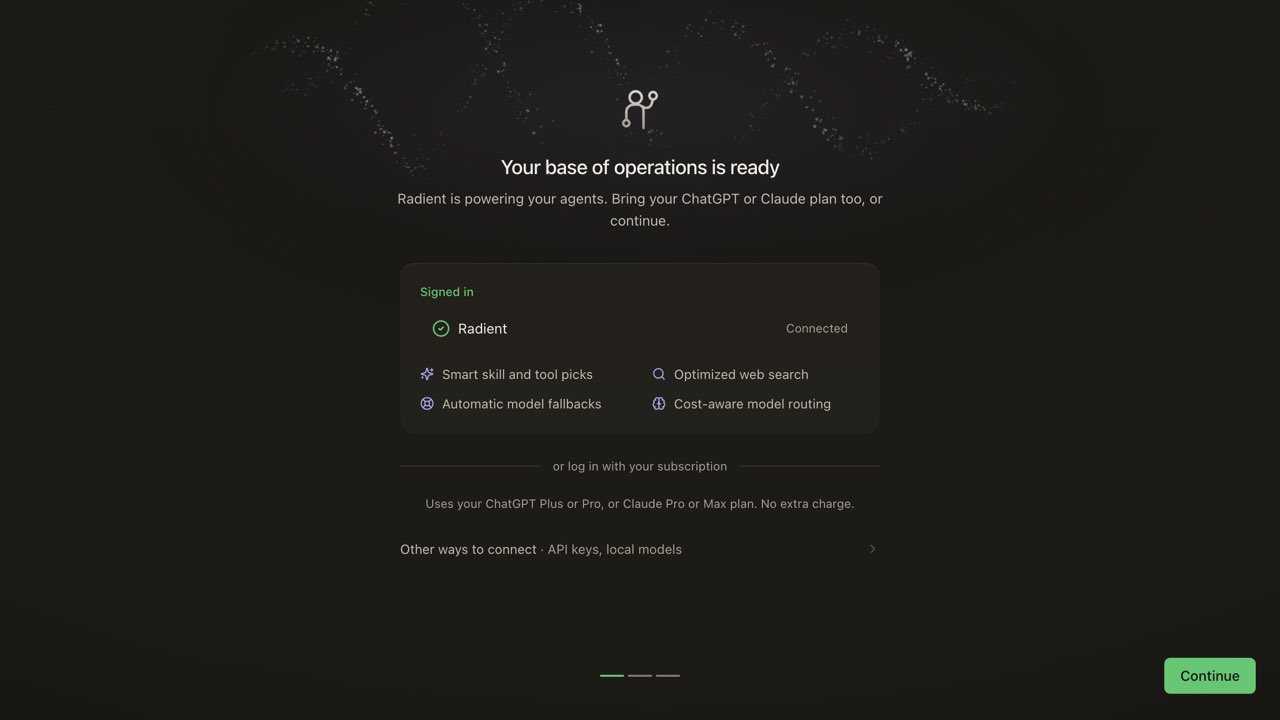 Your base of operations is ready
Radient is powering your agents. Bring your ChatGPT or Claude plan too, or
continue.
Signed in
Radient
Connected
Smart skill and tool picks
Optimized web search
Automatic model fallbacks
Cost-aware model routing
or log in with your subscription
Uses your ChatGPT Plus or Pro, or Claude Pro or Max plan. No extra charge.
Other ways to connect · API keys, local models
Continue